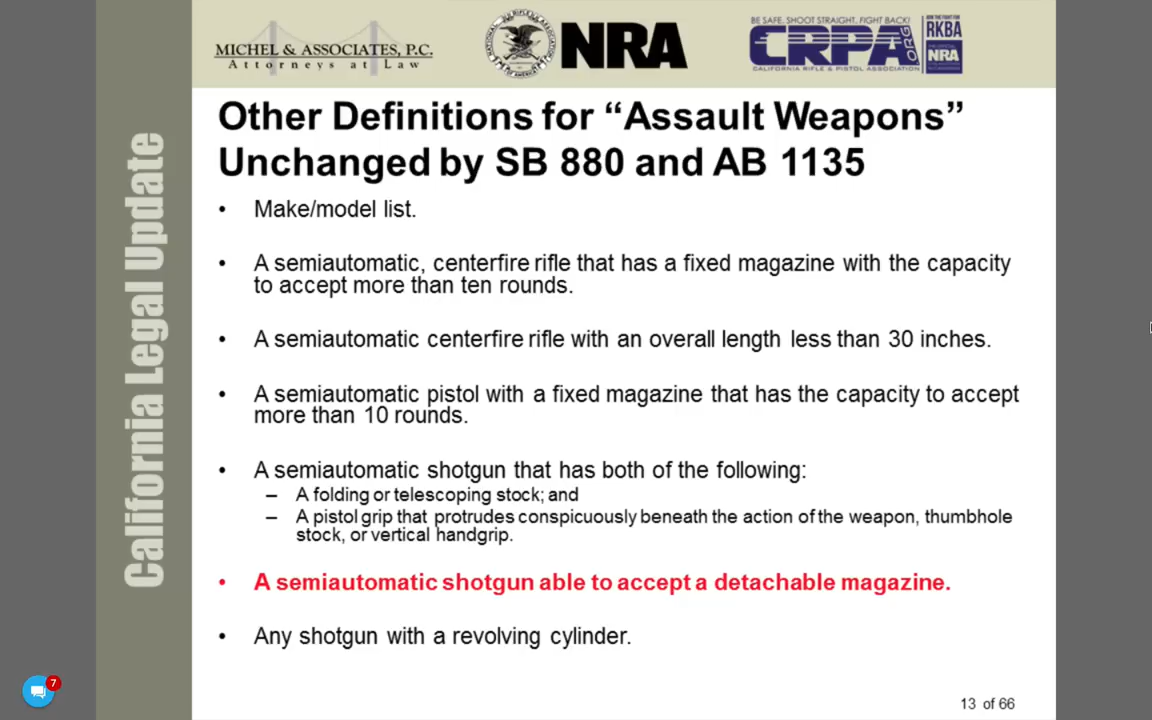 MICHEL & ASSOCIATES, P.C.
Attorneys at Law
NRA
BE SAFE. SHOOT STRAIGHT. FIGHT BACK!
CRPA.ORG
CALIFORNIA RIFLE & PISTOL ASSOCIATION
RKBA
NRA
California Legal Update
Other Definitions for “Assault Weapons”
Unchanged by SB 880 and AB 1135
• Make/model list.
• A semiautomatic, centerfire rifle that has a fixed magazine with the capacity
to accept more than ten rounds.
• A semiautomatic centerfire rifle with an overall length less than 30 inches.
• A semiautomatic pistol with a fixed magazine that has the capacity to accept
more than 10 rounds.
• A semiautomatic shotgun that has both of the following:
– A folding or telescoping stock; and
– A pistol grip that protrudes conspicuously beneath the action of the weapon, thumbhole
stock, or vertical handgrip.
• A semiautomatic shotgun able to accept a detachable magazine.
• Any shotgun with a revolving cylinder.
7
13 of 66